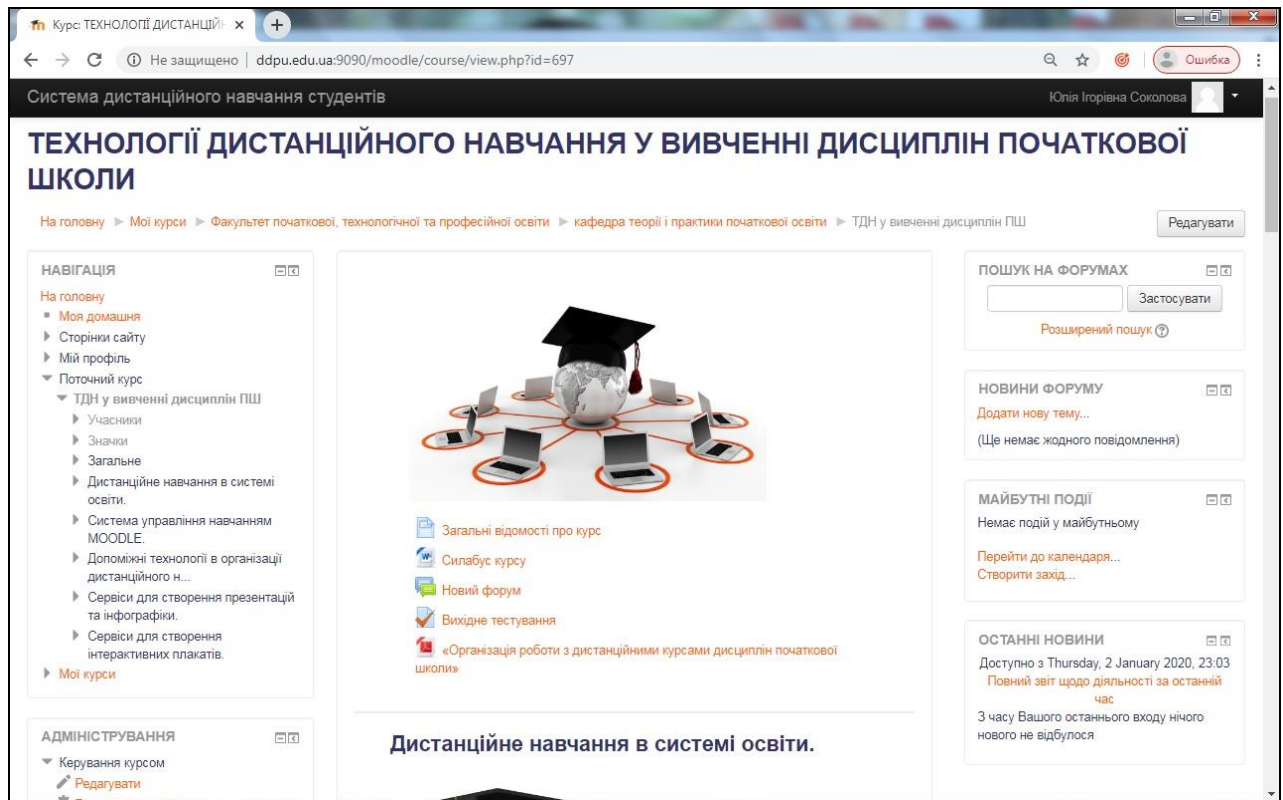 Курс: ТЕХНОЛОГІЇ ДИСТАНЦІЙН
Не защищено | ddpu.edu.ua:9090/moodle/course/view.php?id=697
Ошибка
Система дистанційного навчання студентів
Юлія Ігорівна Соколова
ТЕХНОЛОГІЇ ДИСТАНЦІЙНОГО НАВЧАННЯ У ВИВЧЕННІ ДИСЦИПЛІН ПОЧАТКОВОЇ
ШКОЛИ
На головну ► Мої курси ► Факультет початкової, технологічної та професійної освіти ► кафедра теорії і практики початкової освіти ► ТДН у вивченні дисциплін ПШ
Редагувати
НАВІГАЦІЯ
На головну
Моя домашня
Сторінки сайту
Мій профіль
Поточний курс
ТДН у вивченні дисциплін ПШ
Учасники
Значки
Загальне
Дистанційне навчання в системі
освіти.
Система управління навчанням
MOODLE.
Допоміжні технології в організації
дистанційного н...
Сервіси для створення презентацій
та інфографіки.
Сервіси для створення
інтерактивних плакатів.
Мої курси
АДМІНІСТРУВАННЯ
Керування курсом
Редагувати
Загальні відомості про курс
Силабус курсу
Новий форум
Вихідне тестування
«Організація роботи з дистанційними курсами дисциплін початкової
школи»
Дистанційне навчання в системі освіти.
ПОШУК НА ФОРУМАХ
Застосувати
Розширений пошук
НОВИНИ ФОРУМУ
Додати нову тему...
(Ще немає жодного повідомлення)
МАЙБУТНІ ПОДІЇ
Немає подій у майбутньому
Перейти до календаря...
Створити захід...
ОСТАННІ НОВИНИ
Доступно з Thursday, 2 January 2020, 23:03
Повний звіт щодо діяльності за останній
час
З часу Вашого останнього входу нічого
нового не відбулося